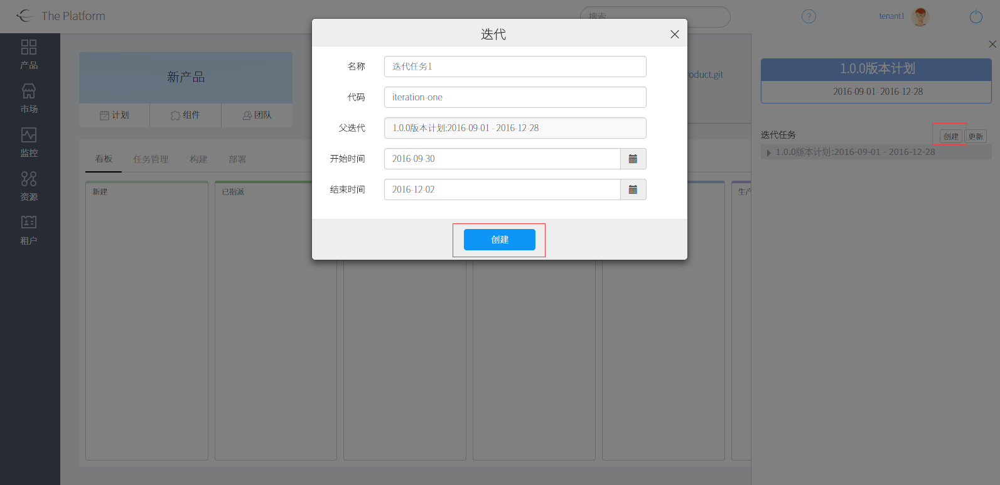 The Platform
搜索
?
tenant1
产品
市场
监控
资源
租户
新产品
计划
组件
团队
roduct.git
看板
任务管理
构建
部署
新建
已指派
生产
迭代
名称
迭代任务1
代码
iteration-one
父迭代
1.0.0版本计划:2016-09-01 - 2016-12-28
开始时间
2016-09-30
结束时间
2016-12-02
创建
1.0.0版本计划
2016-09-01- 2016-12-28
迭代任务
创建
更新
1.0.0版本计划:2016-09-01 - 2016-12-28